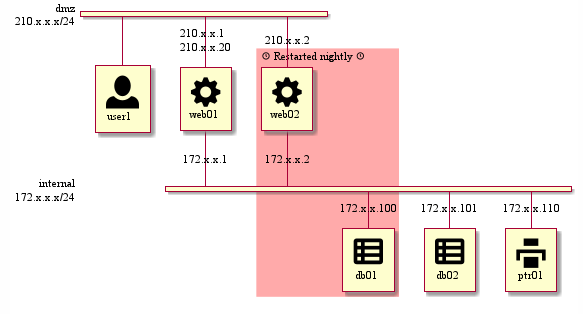 dmz
210.x.x.x/24
210.x.x.1
210.x.x.20
210.x.x.2
Restarted nightly
user1
web01
web02
172.x.x.1
172.x.x.2
internal
172.x.x.x/24
172.x.x.100
172.x.x.101
172.x.x.110
db01
db02
ptr01